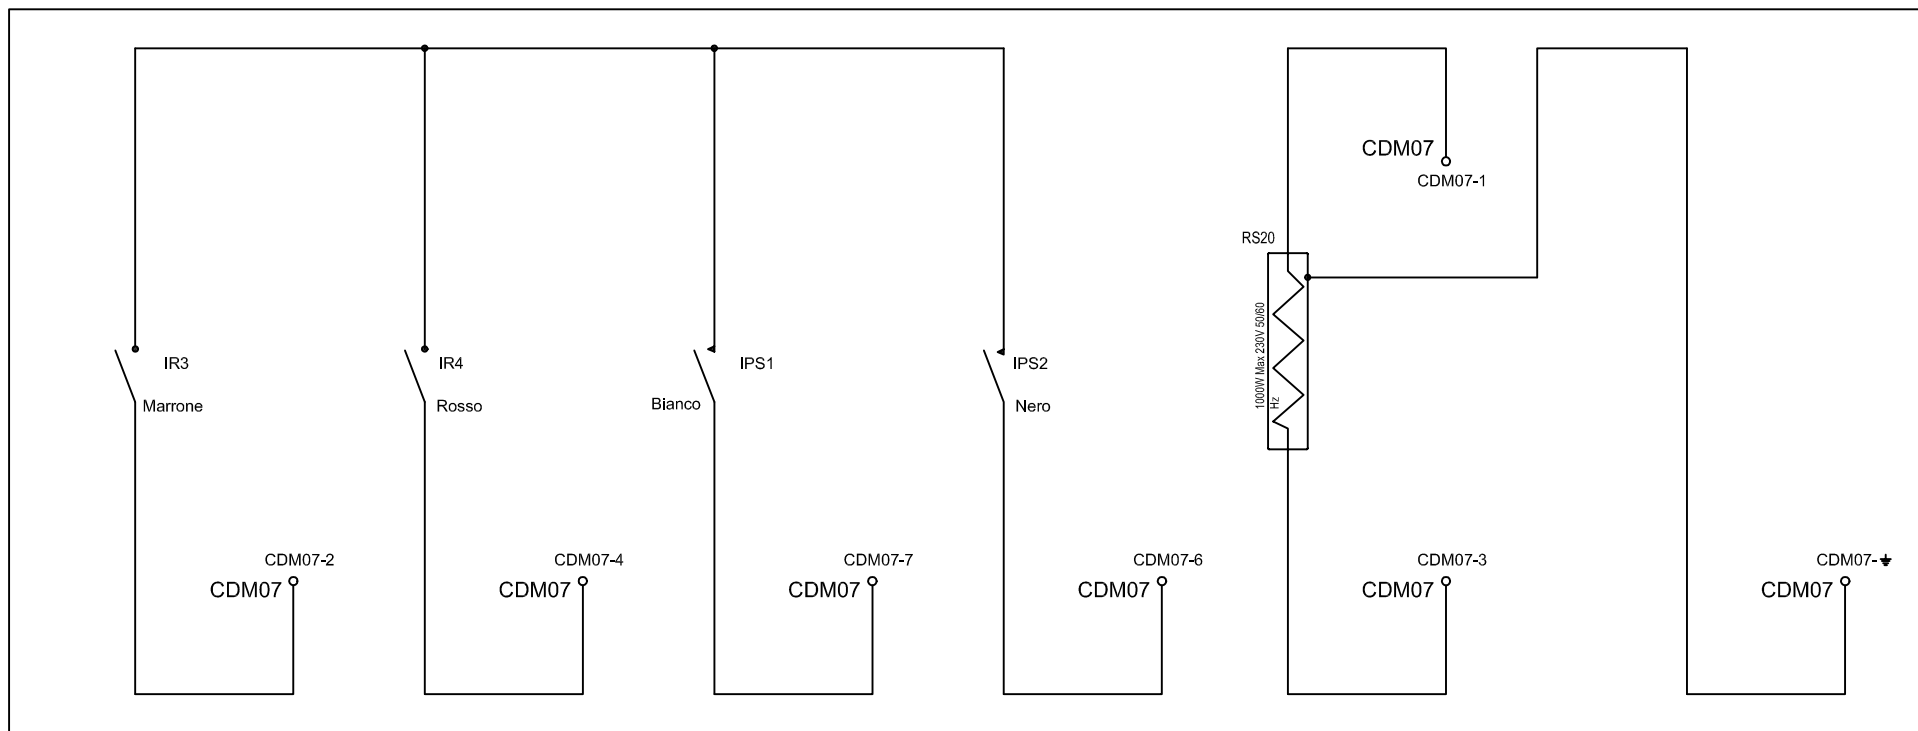 CDM07
CDM07-1
RS20
1000W Max 230V 50/60
Hz
IR3
Marrone
IR4
Rosso
IPS1
Bianco
IPS2
Nero
CDM07-2
CDM07
CDM07-4
CDM07
CDM07-7
CDM07
CDM07-6
CDM07
CDM07-3
CDM07
CDM07-⏚
CDM07